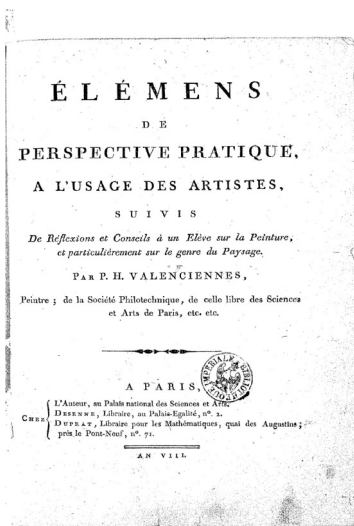 ÉLÉMENS
DE
PERSPECTIVE PRATIQUE,
A L'USAGE DES ARTISTES,
SUIVIS
De Réflexions et Conseils à un Elève sur la Peinture,
et particulièrement sur le genre du Paysage.
PAR P. H. VALENCIENNES,
Peintre ; de la Société Philotechnique, de celle libre des Sciences
et Arts de Paris, etc. etc.
A PARIS,
CHEZ
L'Auteur, au Palais national des Sciences et Arts.
DESENNE, Libraire, au Palais-Egalité, n°. 2.
DUPRAT, Libraire pour les Mathématiques, quai des Augustins ;
près le Pont-Neuf, n°. 71.
AN VIII.
BIBLIOTHÈQUE IMPÉRIALE